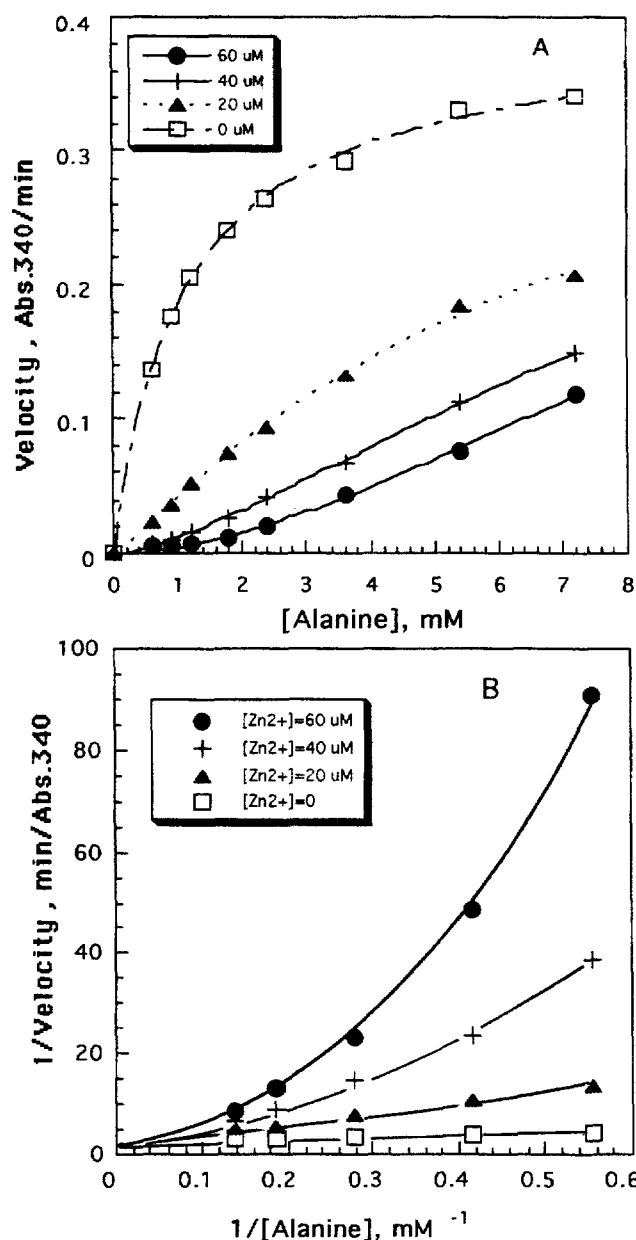 0.4
A
60 uM
40 uM
20 uM
0 uM
0.3
0.2
0.1
0
Velocity , Abs.340/min
0 1 2 3 4 5 6 7 8
[Alanine], mM
100
B
[Zn2+]=60 uM
[Zn2+]=40 uM
[Zn2+]=20 uM
[Zn2+]=0
80
60
40
20
0
1/Velocity , min/Abs.340
0 0.1 0.2 0.3 0.4 0.5 0.6
1/[Alanine], mM -1